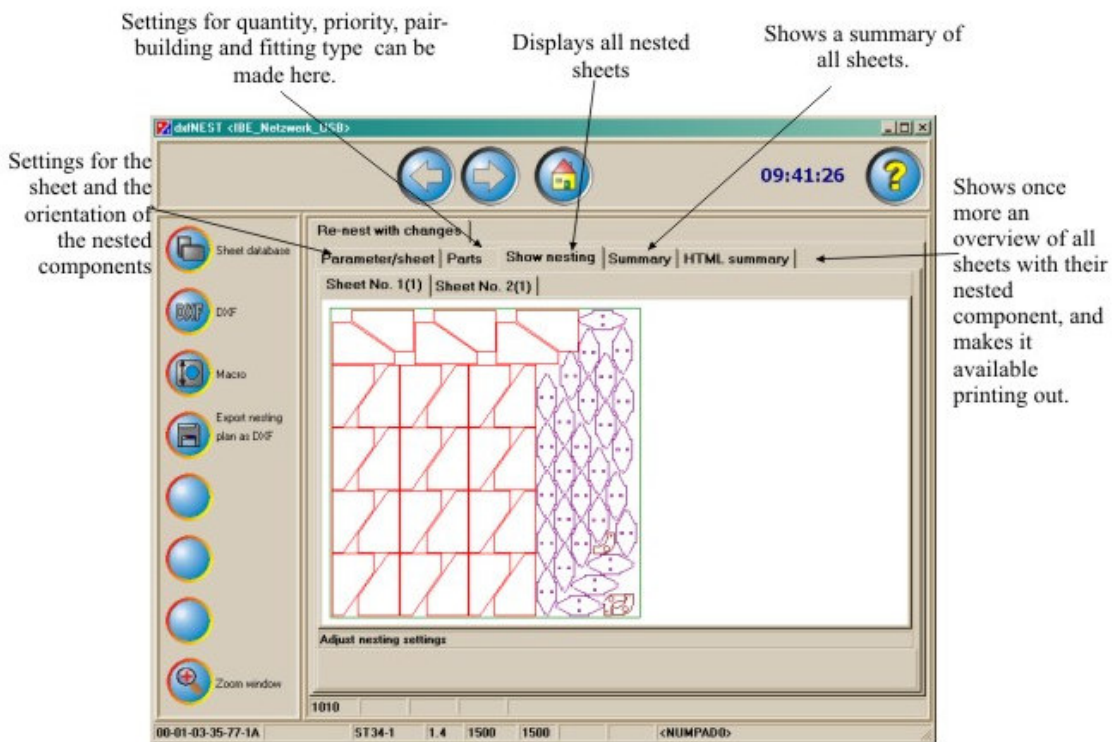 Settings for quantity, priority, pair-
building and fitting type can be
made here.
Displays all nested
sheets
Shows a summary of
all sheets.
Settings for the
sheet and the
orientation of
the nested
components
Shows once
more an
overview of all
sheets with their
nested
component, and
makes it
available
printing out.
ddNEST <IBE_Netzwerk_USB>
09:41:26
?
Re-nest with changes
Parameter/sheet Parts Show nesting Summary HTML summary
Sheet No. 1(1) Sheet No. 2(1)
Sheet database
DXF DXF
Macro
Export nesting
plan as DXF
Zoom window
Adjust nesting settings
1010
00-01-03-35-77-1A ST34-1 1.4 1500 1500 <NUMPAD0>